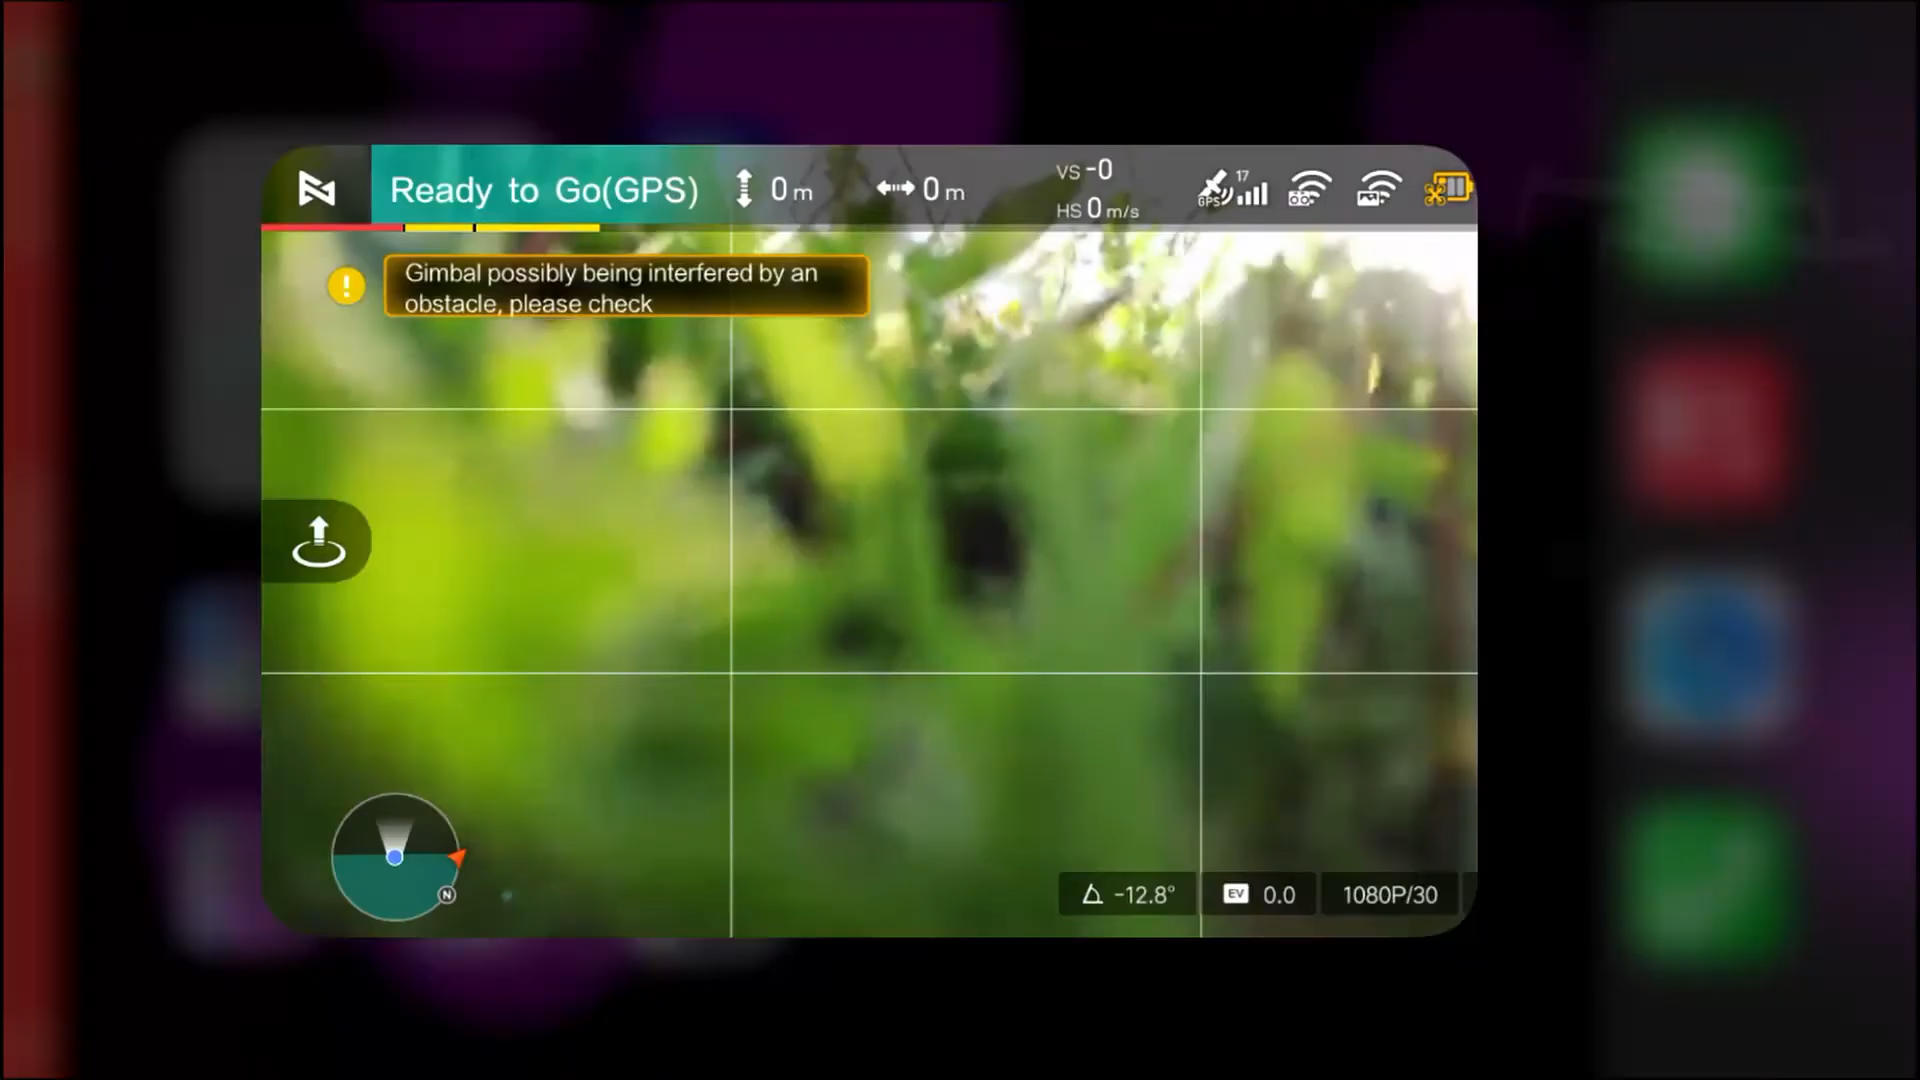 Ready to Go(GPS)
0 m
0 m
VS -0
HS 0 m/s
GPS
17
Gimbal possibly being interfered by an
obstacle, please check
N
-12.8°
EV 0.0
1080P/30